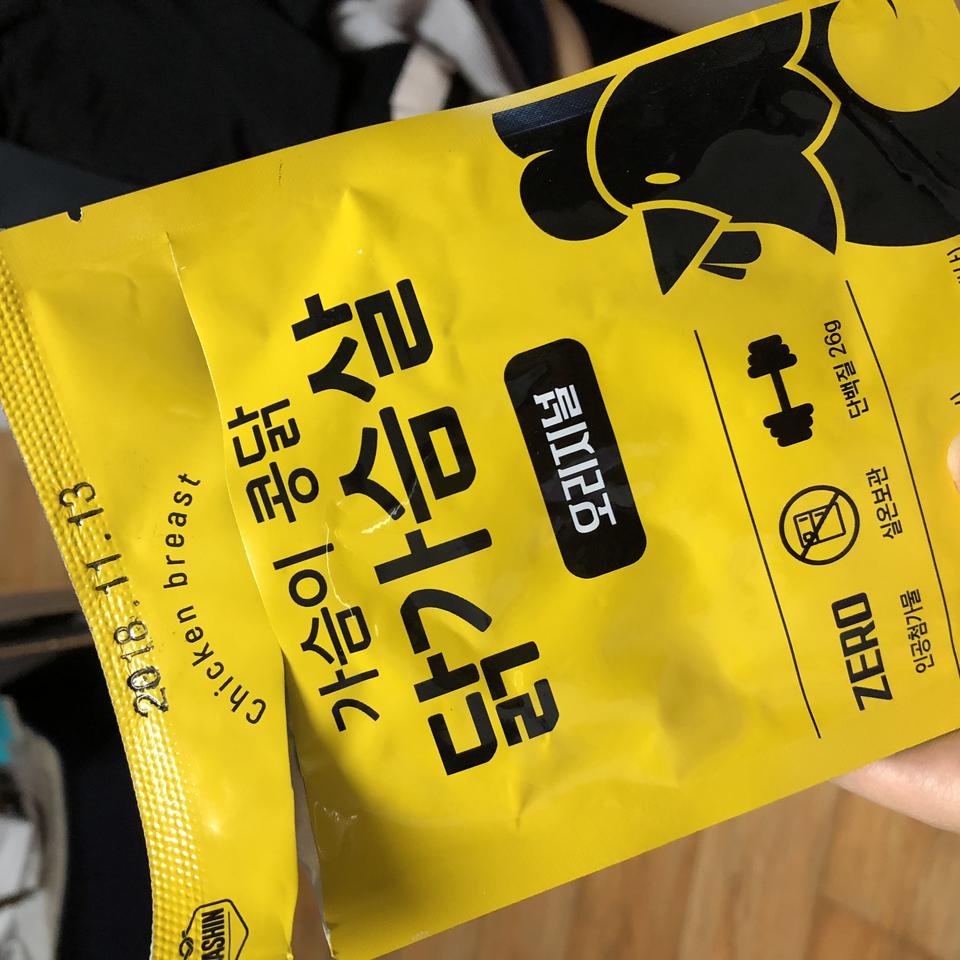 2018.11.13
Chicken breast
가슴이 콩닭
닭가슴살
오리지널
ZERO
인공첨가물
실온보관
단백질 26g